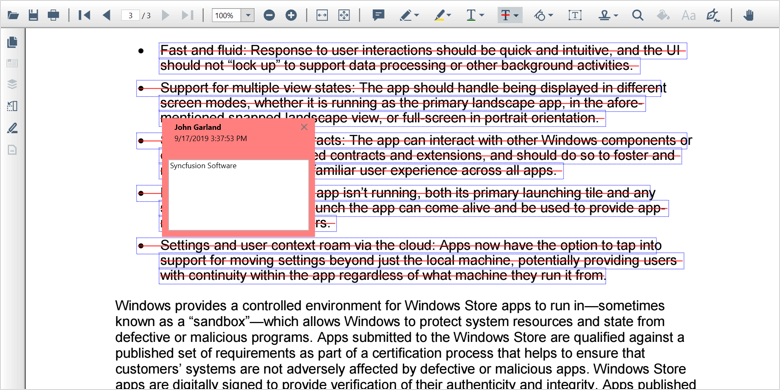 3 / 3
100%
Fast and fluid: Response to user interactions should be quick and intuitive, and the UI
should not “lock up” to support data processing or other background activities.
Support for multiple view states: The app should handle being displayed in different
screen modes, whether it is running as the primary landscape app, in the afore-
mentioned snapped landscape view, or full-screen in portrait orientation.
racts: The app can interact with other Windows components or
ed contracts and extensions, and should do so to foster and
amiliar user experience across all apps.
app isn’t running, both its primary launching tile and any
unch the app can come alive and be used to provide app-
rs.
John Garland
9/17/2019 3:37:53 PM
Syncfusion Software
Settings and user context roam via the cloud: Apps now have the option to tap into
support for moving settings beyond just the local machine, potentially providing users
with continuity within the app regardless of what machine they run it from.
Windows provides a controlled environment for Windows Store apps to run in—sometimes
known as a “sandbox”—which allows Windows to protect system resources and state from
defective or malicious programs. Apps submitted to the Windows Store are qualified against a
published set of requirements as part of a certification process that helps to ensure that
customers’ systems are not adversely affected by defective or malicious apps. Windows Store
apps are digitally signed to provide verification of their authenticity and integrity. Apps published